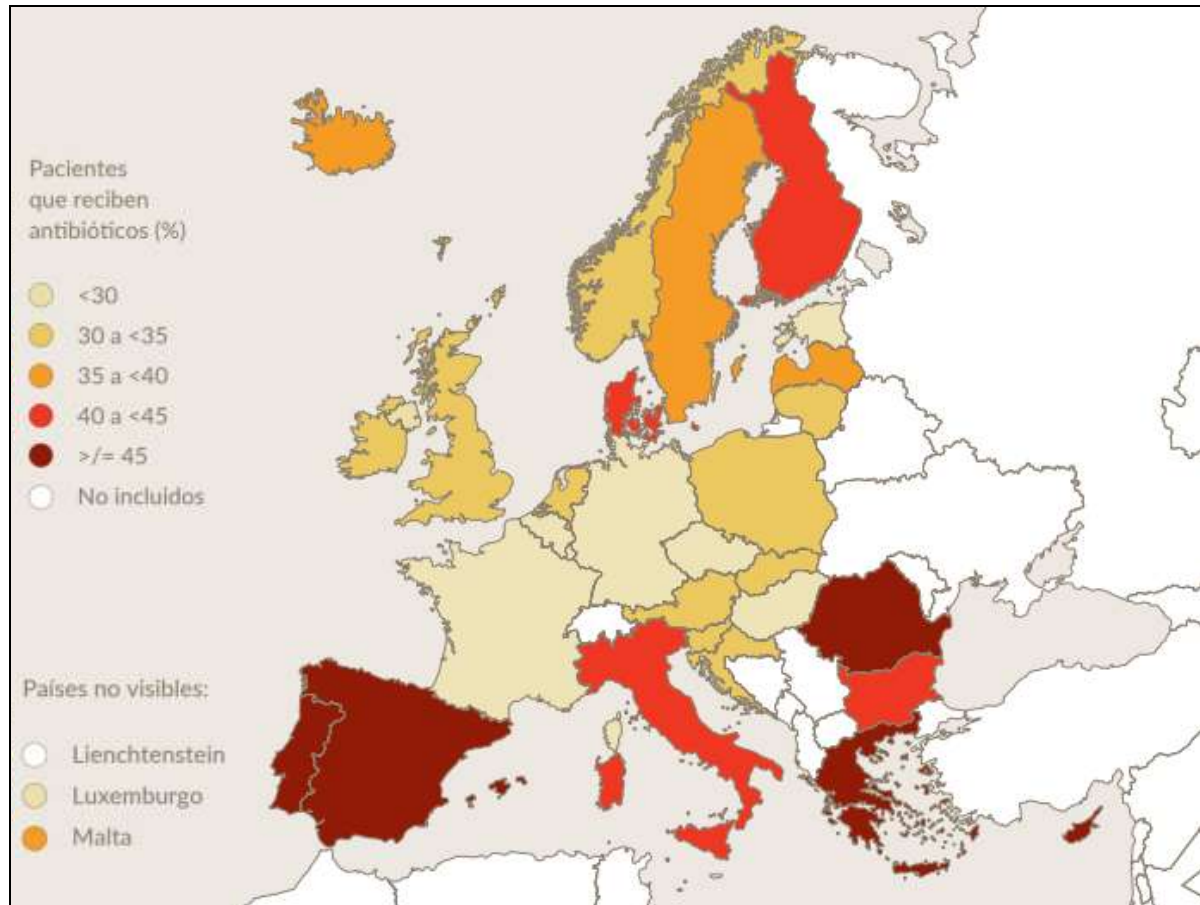 Pacientes
que reciben
antibióticos (%)
<30
30 a <35
35 a <40
40 a <45
>/= 45
No incluidos
Países no visibles:
Lienchtenstein
Luxemburgo
Malta